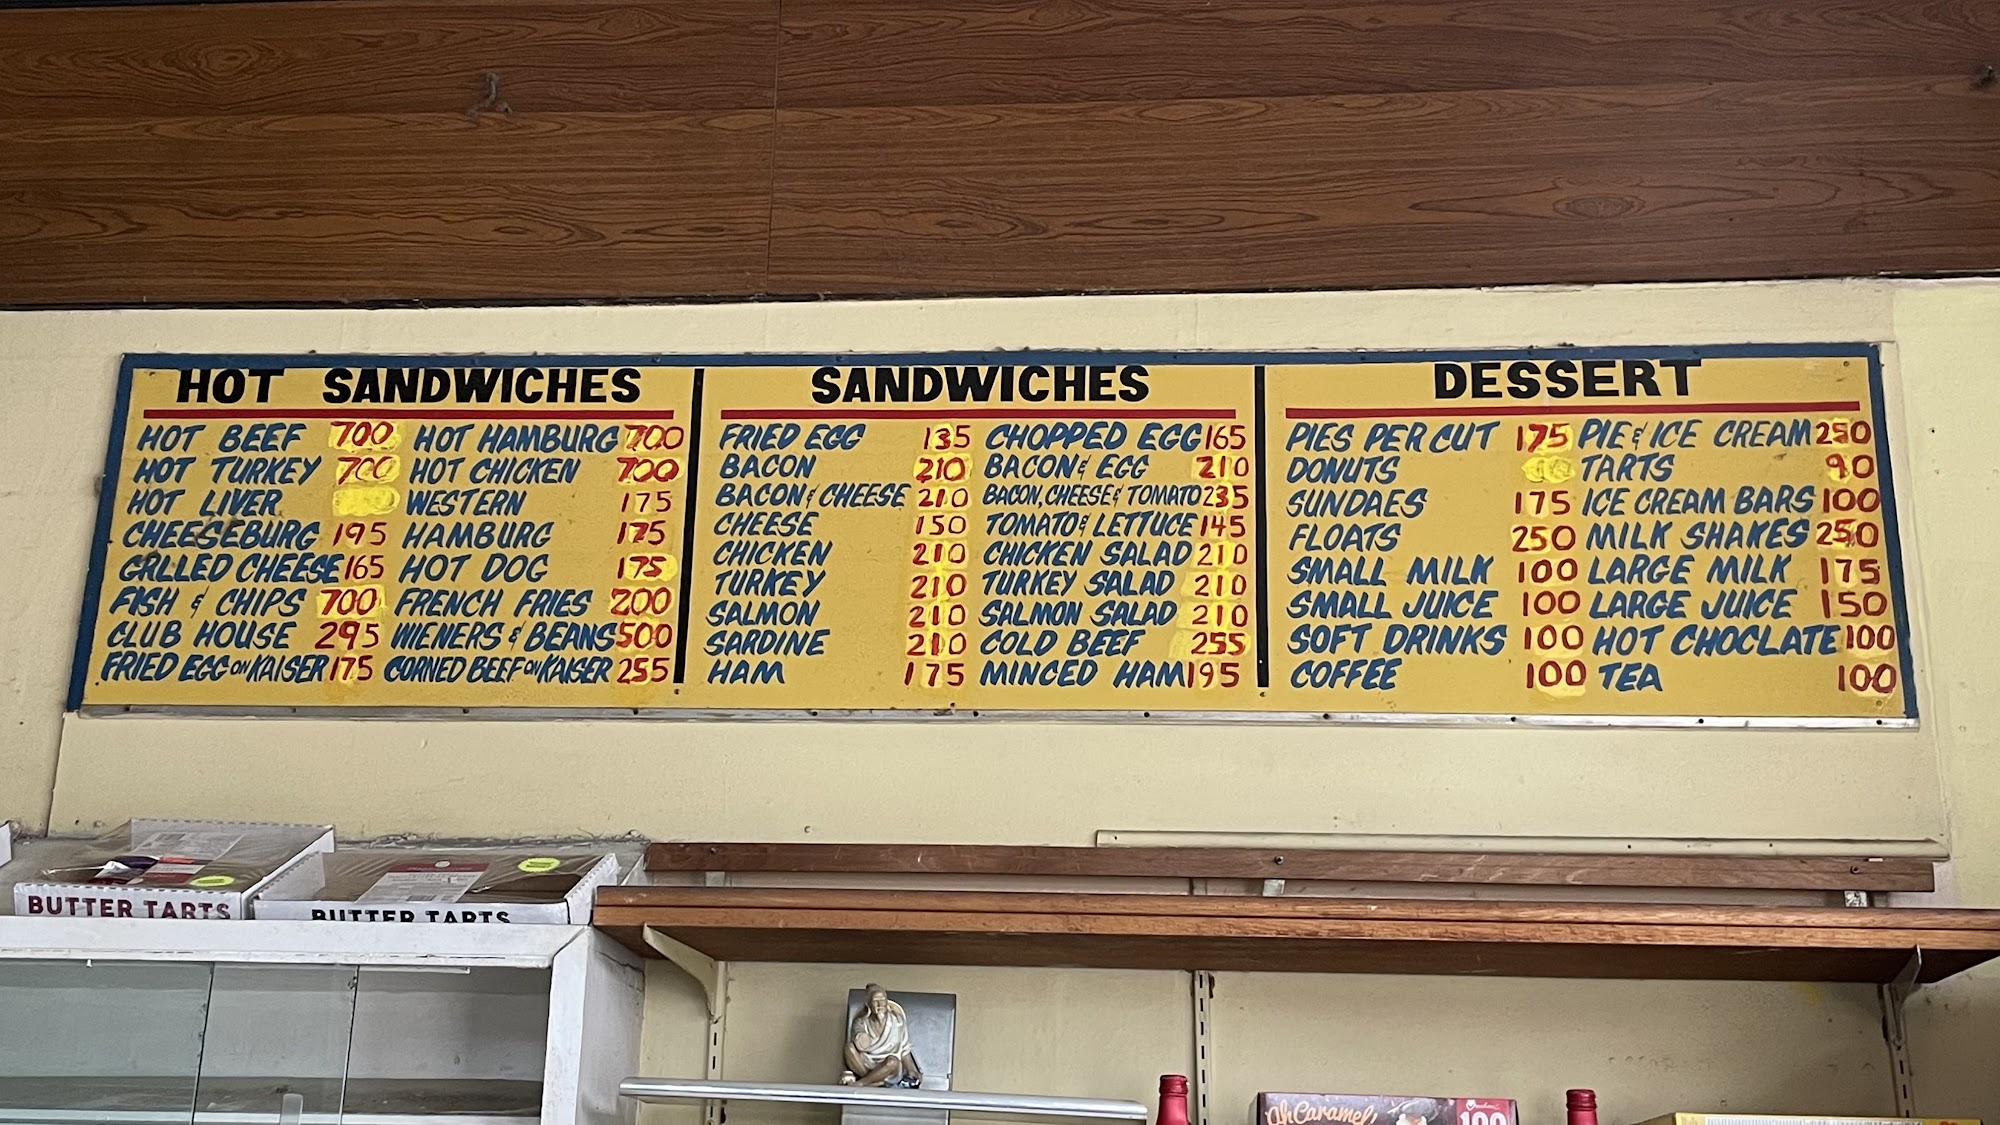 HOT SANDWICHES
HOT BEEF 700 HOT HAMBURG 700
HOT TURKEY 700 HOT CHICKEN 700
HOT LIVER WESTERN 175
CHEESEBURG 195 HAMBURG 175
GRLLED CHEESE 165 HOT DOG 175
FISH & CHIPS 700 FRENCH FRIES 200
CLUB HOUSE 295 WIENERS & BEANS 500
FRIED EGG ON KAISER 175 CORNED BEEF ON KAISER 255
SANDWICHES
FRIED EGG 135 CHOPPED EGG 165
BACON 210 BACON & EGG 210
BACON & CHEESE 210 BACON, CHEESE & TOMATO 235
CHEESE 150 TOMATO & LETTUCE 145
CHICKEN 210 CHICKEN SALAD 210
TURKEY 210 TURKEY SALAD 210
SALMON 210 SALMON SALAD 210
SARDINE 210 COLD BEEF 255
HAM 175 MINCED HAM 195
DESSERT
PIES PER CUT 175 PIE & ICE CREAM 250
DONUTS TARTS 90
SUNDAES 175 ICE CREAM BARS 100
FLOATS 250 MILK SHAKES 250
SMALL MILK 100 LARGE MILK 175
SMALL JUICE 100 LARGE JUICE 150
SOFT DRINKS 100 HOT CHOCLATE 100
COFFEE 100 TEA 100
BUTTER TARTS
BUTTER TARTS
Oh Caramel!
100